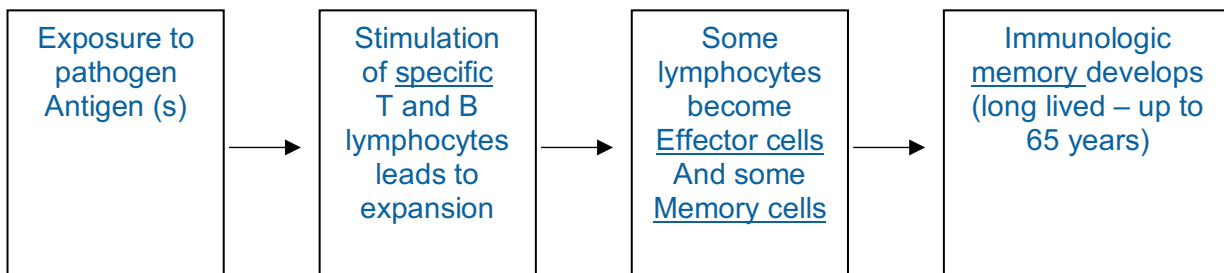 Exposure to
pathogen
Antigen (s)
Stimulation
of specific
T and B
lymphocytes
leads to
expansion
Some
lymphocytes
become
Effector cells
And some
Memory cells
Immunologic
memory develops
(long lived – up to
65 years)